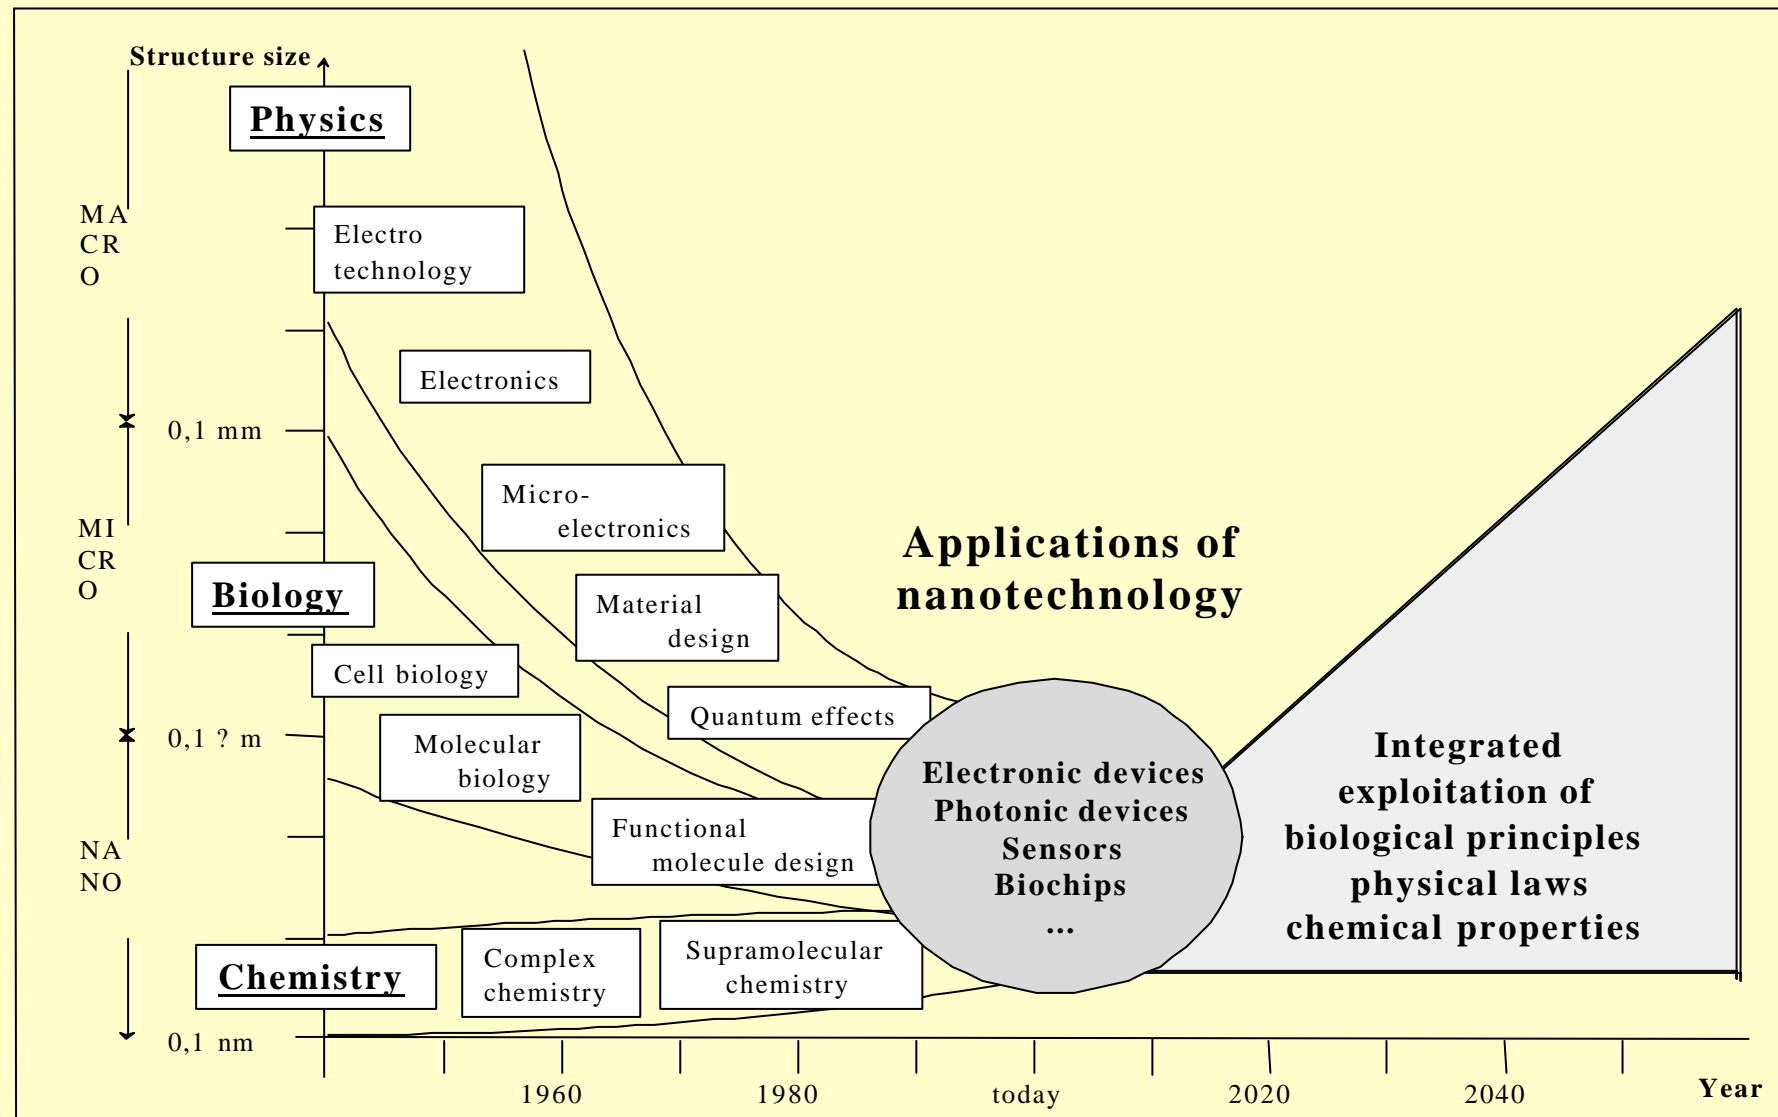 Structure size
Physics
MA
CR
O
Electro
technology
Electronics
0,1 mm
Micro-
electronics
MI
CR
O
Applications of
nanotechnology
Biology
Material
design
Cell biology
Quantum effects
0,1 ? m
Molecular
biology
Integrated
exploitation of
biological principles
physical laws
chemical properties
Electronic devices
Photonic devices
Sensors
Biochips
...
Functional
molecule design
NA
NO
Chemistry
Complex
chemistry
Supramolecular
chemistry
0,1 nm
1960
1980
today
2020
2040
Year